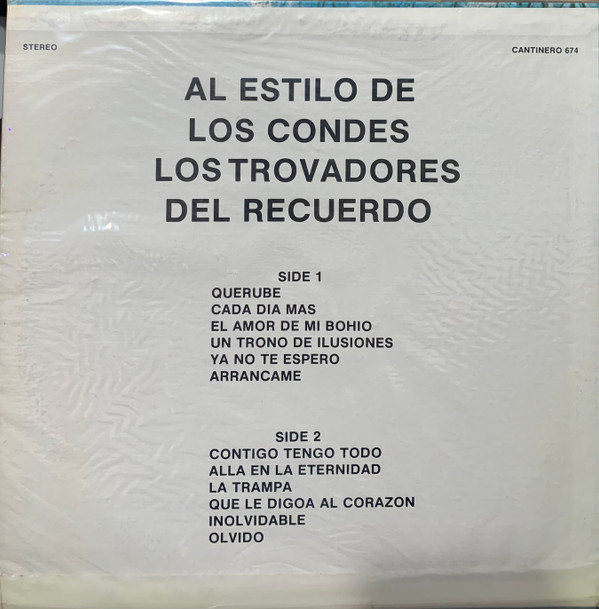 STEREO
CANTINERO 674
AL ESTILO DE
LOS CONDES
LOS TROVADORES
DEL RECUERDO
SIDE 1
QUERUBE
CADA DIA MAS
EL AMOR DE MI BOHIO
UN TRONO DE ILUSIONES
YA NO TE ESPERO
ARRANCAME
SIDE 2
CONTIGO TENGO TODO
ALLA EN LA ETERNIDAD
LA TRAMPA
QUE LE DIGOA AL CORAZON
INOLVIDABLE
OLVIDO